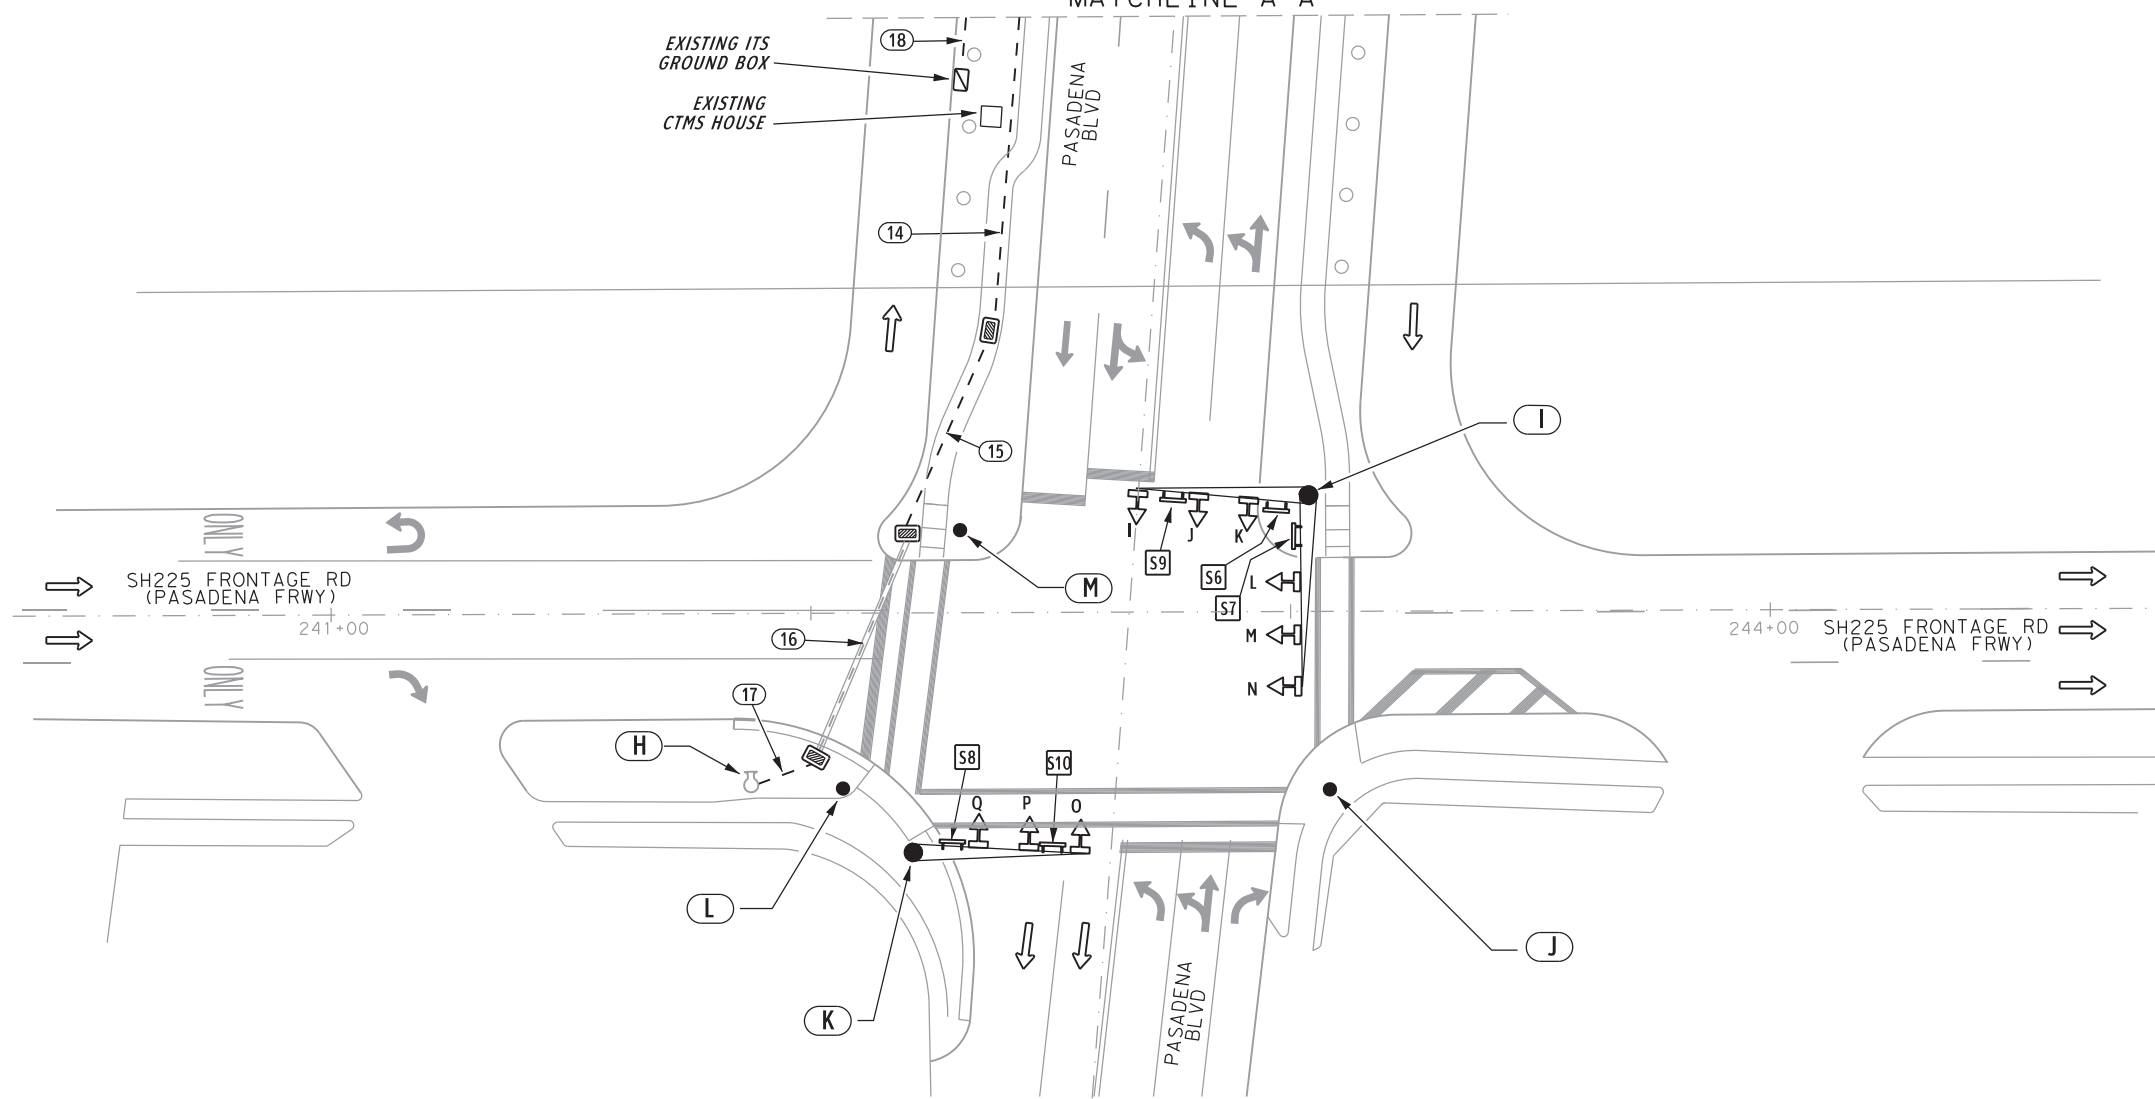 MATCHLINE A A
EXISTING ITS
GROUND BOX
18
EXISTING
CTMS HOUSE
PASADENA
BLVD
14
I
15
ONLY
I
J
K
S9
S6
M
L
SH225 FRONTAGE RD
(PASADENA FRWY)
S7
241+00
16
M
244+00
SH225 FRONTAGE RD
(PASADENA FRWY)
ONLY
17
N
H
S8
S10
Q
P
O
L
J
K
PASADENA
BLVD